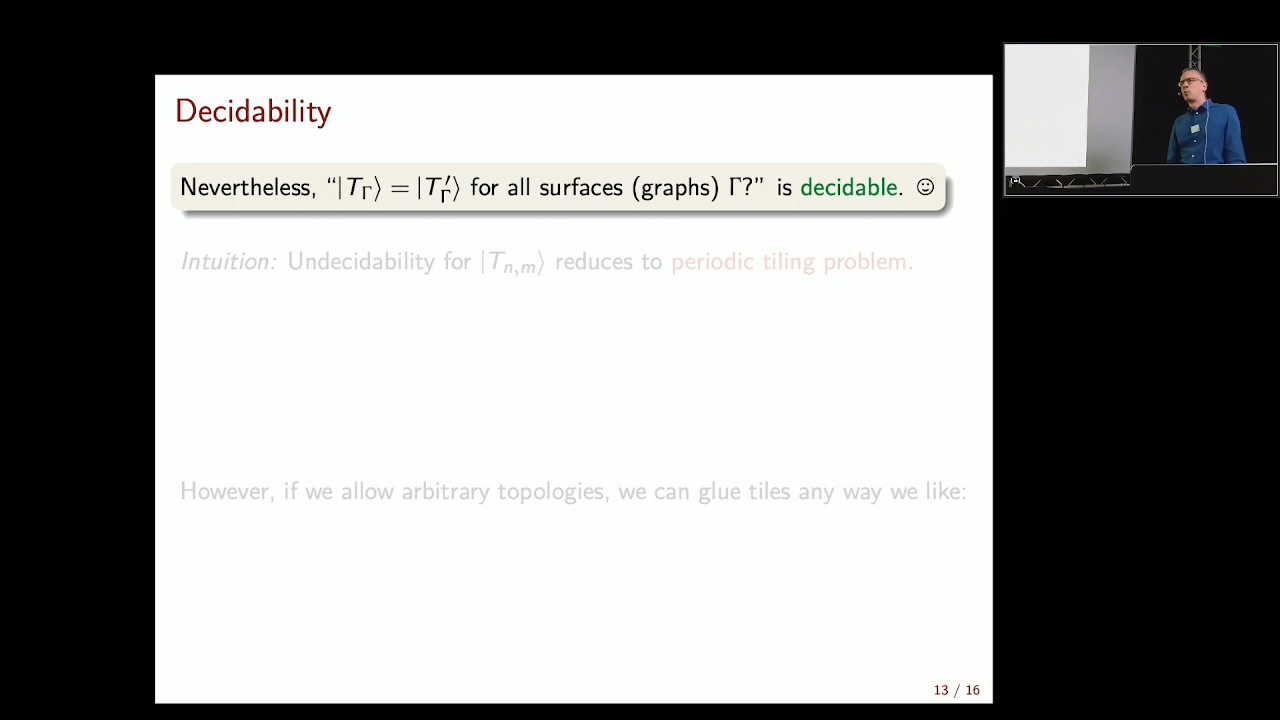 Decidability
Nevertheless, “|T_Γ⟩ = |T′_Γ⟩ for all surfaces (graphs) Γ?” is decidable. ☺
Intuition: Undecidability for |T_{n,m}⟩ reduces to periodic tiling problem.
However, if we allow arbitrary topologies, we can glue tiles any way we like:
13 / 16